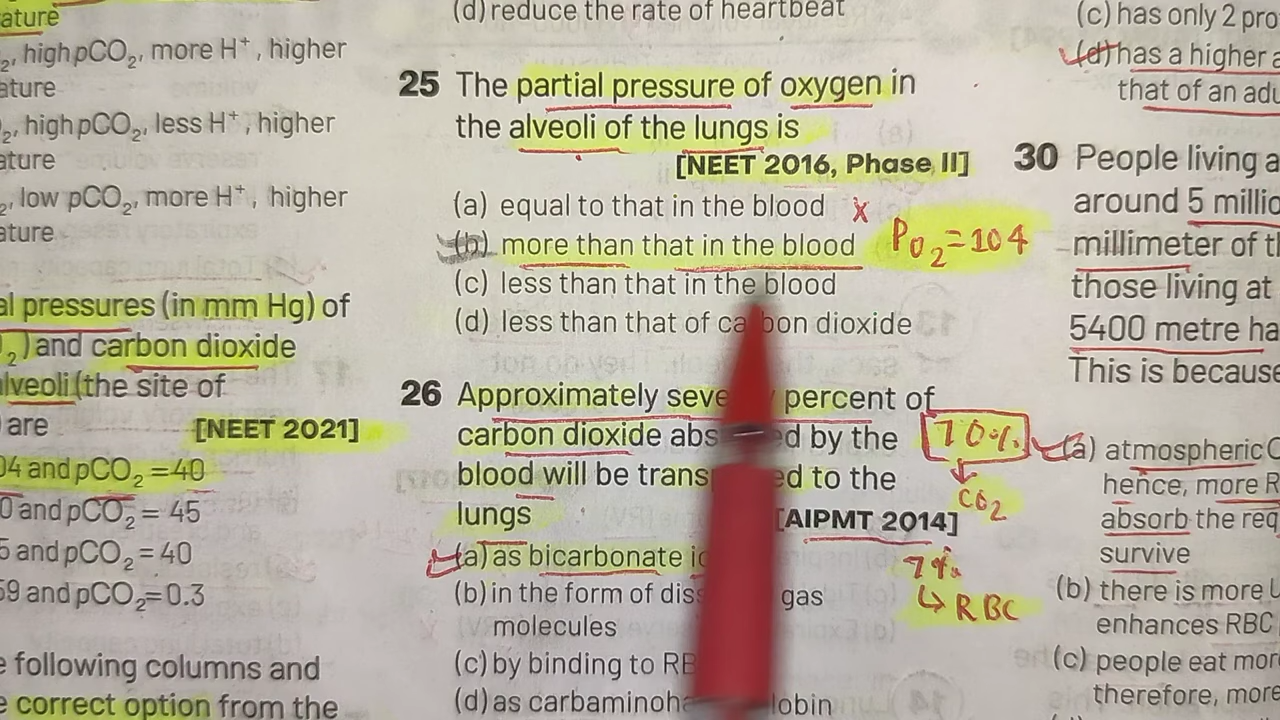 ature
₂, high pCO₂, more H⁺, higher
ature
₂, high pCO₂, less H⁺, higher
ature
₂, low pCO₂, more H⁺, higher
ature
al pressures (in mm Hg) of
₂) and carbon dioxide
alveoli (the site of
are
[NEET 2021]
04 and pCO₂ = 40
0 and pCO₂ = 45
5 and pCO₂ = 40
59 and pCO₂=0.3
e following columns and
e correct option from the
(d) reduce the rate of heartbeat
25 The partial pressure of oxygen in
the alveoli of the lungs is
[NEET 2016, Phase II]
(a) equal to that in the blood x
(b) more than that in the blood
PO₂=104
(c) less than that in the blood
(d) less than that of ca bon dioxide
26 Approximately seve y percent of
carbon dioxide abs ed by the
70%
CO₂
blood will be trans ed to the
lungs
[AIPMT 2014]
(a) as bicarbonate i
7%
↳ RBC
(b) in the form of dis gas
molecules
(c) by binding to RB
(d) as carbaminoh lobin
(c) has only 2 pro
(d) has a higher a
that of an adu
30 People living a
around 5 millio
millimeter of t
those living at
5400 metre ha
This is because
(a) atmospheric
hence, more R
absorb the req
survive
(b) there is more U
enhances RBC
(c) people eat mor
therefore, more